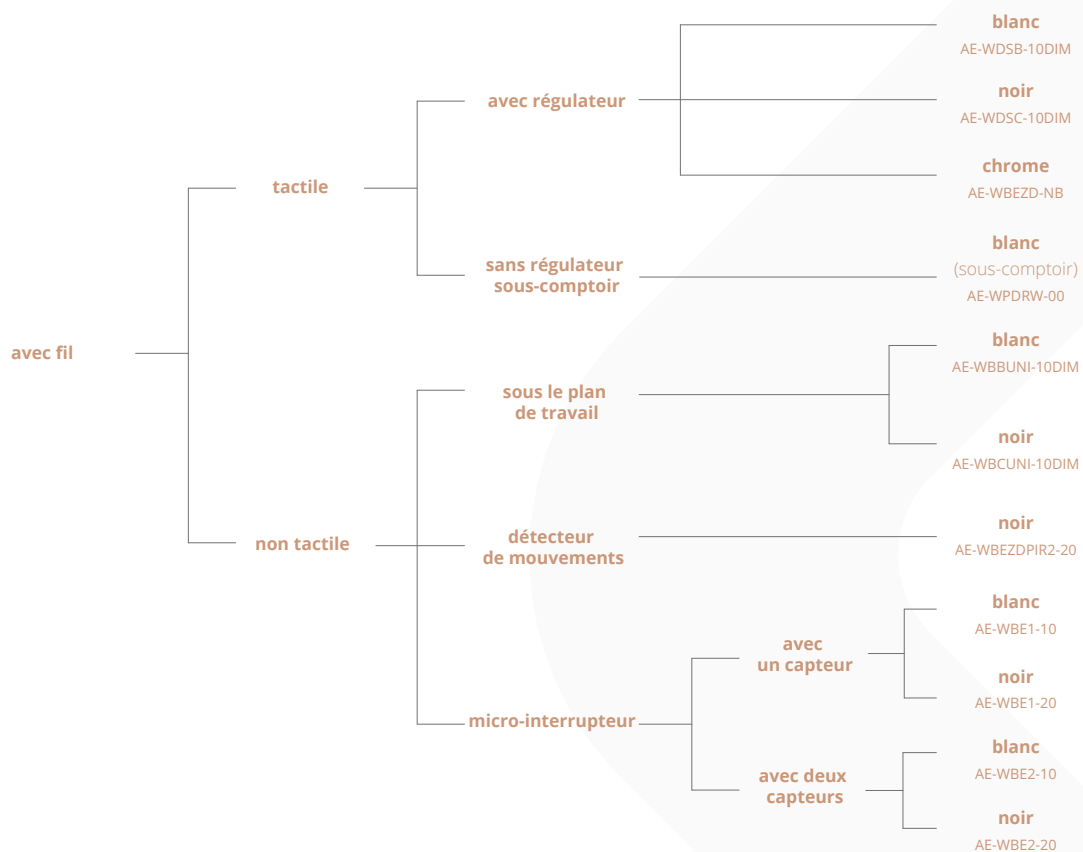 blanc
AE-WDSB-10DIM
avec régulateur
noir
AE-WDSC-10DIM
tactile
chrome
AE-WBEZD-NB
sans régulateur
sous-comptoir
blanc
(sous-comptoir)
AE-WPDRW-00
avec fil
blanc
AE-WBBUNI-10DIM
sous le plan
de travail
noir
AE-WBCUNI-10DIM
non tactile
détecteur
de mouvements
noir
AE-WBEZDPIR2-20
blanc
AE-WBE1-10
avec
un capteur
noir
AE-WBE1-20
micro-interrupteur
blanc
AE-WBE2-10
avec deux
capteurs
noir
AE-WBE2-20